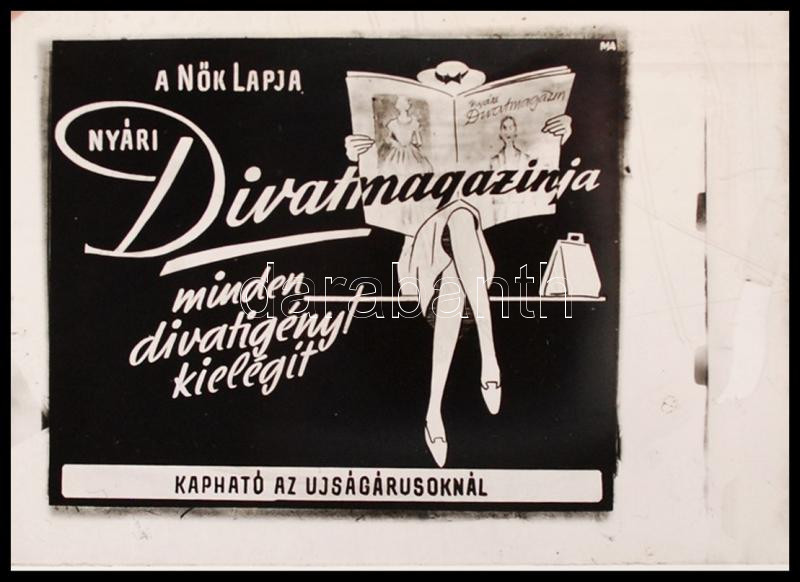 MA
A NŐK LAPJA
NYÁRI
Divatmagazinja
nyári
Divatmagazin
minden
divatigényt
kielégít
darabanth
KAPHATÓ AZ UJSÁGÁRUSOKNÁL